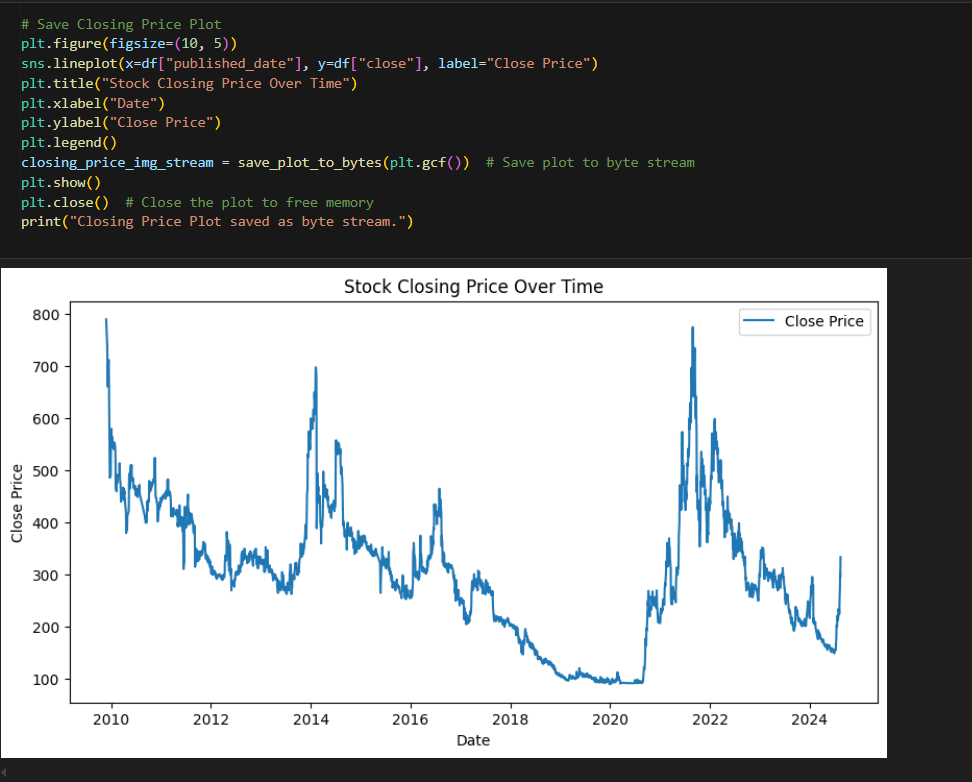 # Save Closing Price Plot
plt.figure(figsize=(10, 5))
sns.lineplot(x=df["published_date"], y=df["close"], label="Close Price")
plt.title("Stock Closing Price Over Time")
plt.xlabel("Date")
plt.ylabel("Close Price")
plt.legend()
closing_price_img_stream = save_plot_to_bytes(plt.gcf())  # Save plot to byte stream
plt.show()
plt.close()  # Close the plot to free memory
print("Closing Price Plot saved as byte stream.")
Stock Closing Price Over Time
Close Price
800
700
600
500
400
300
200
100
Close Price
2010 2012 2014 2016 2018 2020 2022 2024
Date